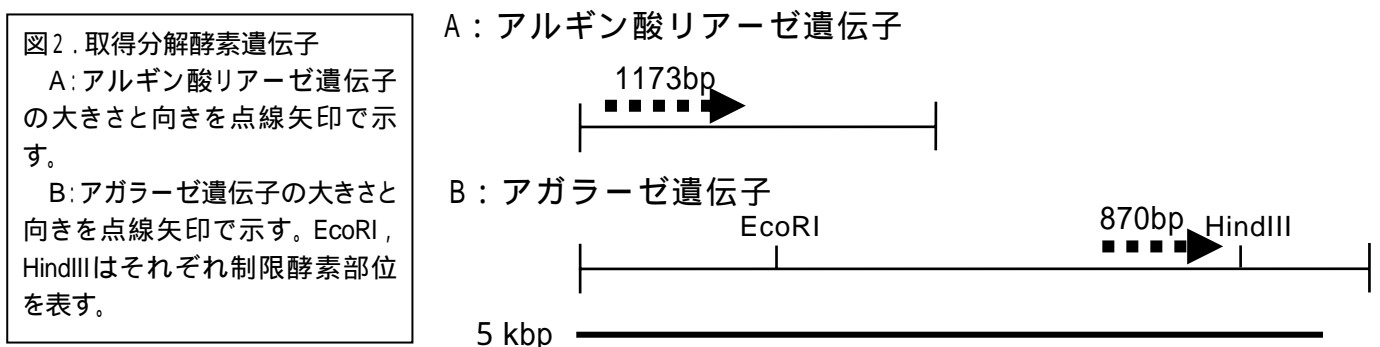 図2．取得分解酵素遺伝子
A:アルギン酸リアーゼ遺伝子
の大きさと向きを点線矢印で示
す。
B:アガラーゼ遺伝子の大きさと
向きを点線矢印で示す。EcoRI，
HindIIIはそれぞれ制限酵素部位
を表す。
A：アルギン酸リアーゼ遺伝子
1173bp
B：アガラーゼ遺伝子
EcoRI
870bp
HindIII
5 kbp